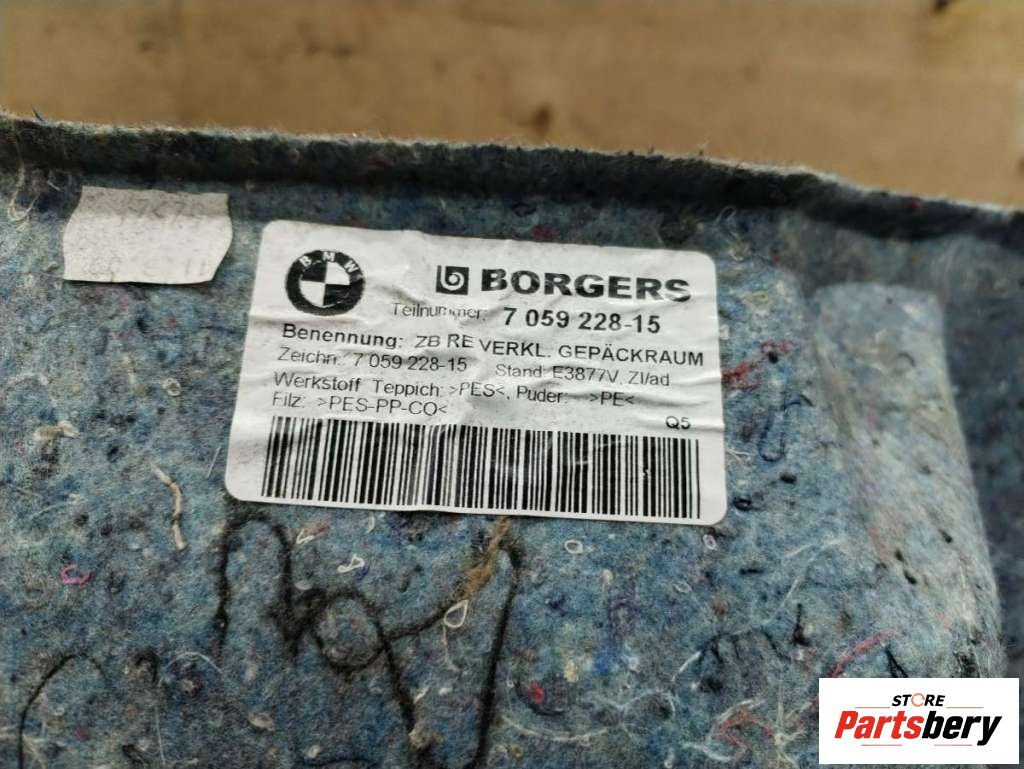 BMW
BORGERS
Teilnummer: 7 059 228-15
Benennung: ZB RE VERKL. GEPÄCKRAUM
Zeichn.: 7 059 228-15 Stand: E3877V, ZI/ad
Werkstoff Teppich: >PES<, Puder: >PE<
Filz: >PES-PP-CO<
Q5
STORE
Partsbery